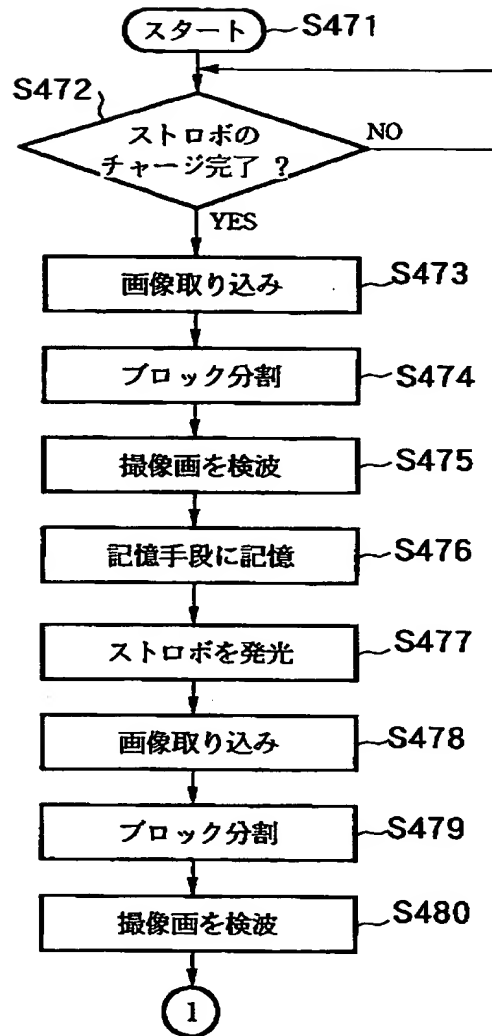 スタート S471
S472
ストロボの
チャージ完了 ?
NO
YES
画像取り込み S473
ブロック分割 S474
撮像画を検波 S475
記憶手段に記憶 S476
ストロボを発光 S477
画像取り込み S478
ブロック分割 S479
撮像画を検波 S480
1